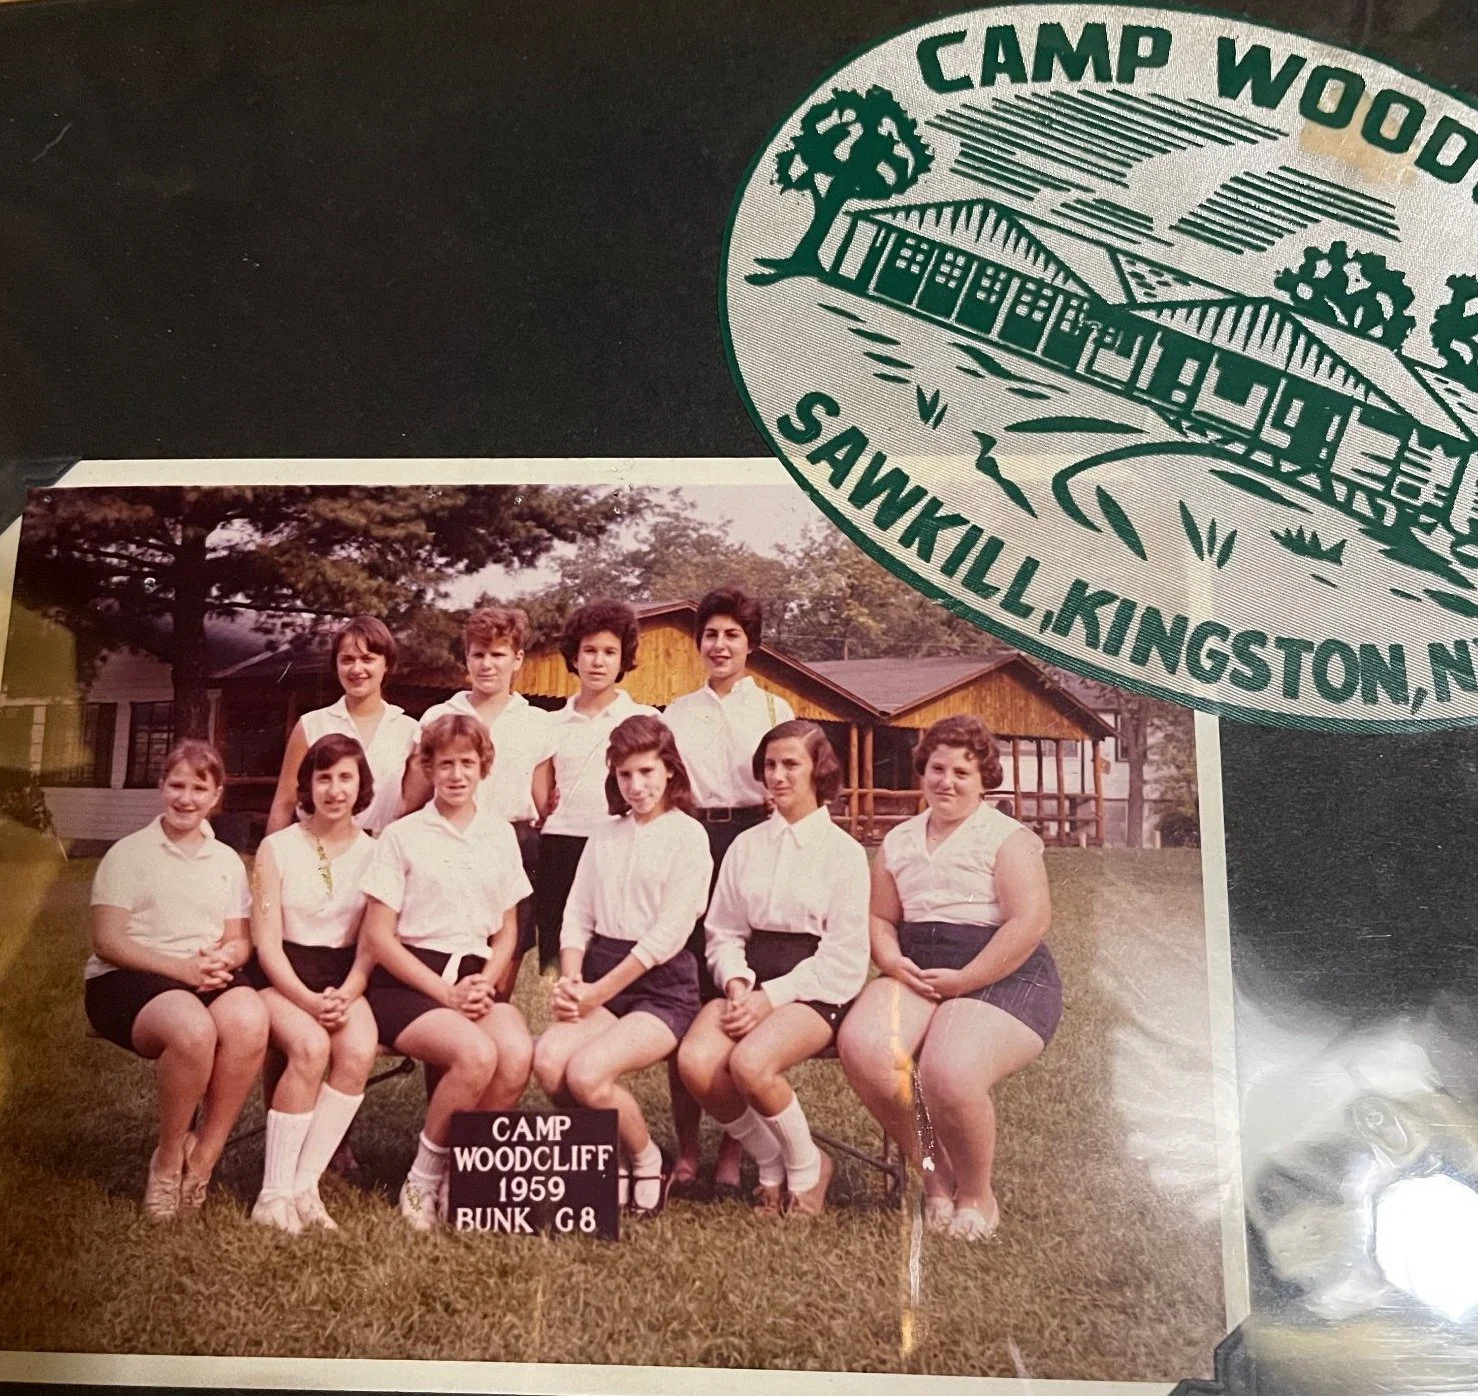 CAMP WOOD
SAWKILL, KINGSTON, N
CAMP
WOODCLIFF
1959
BUNK G8